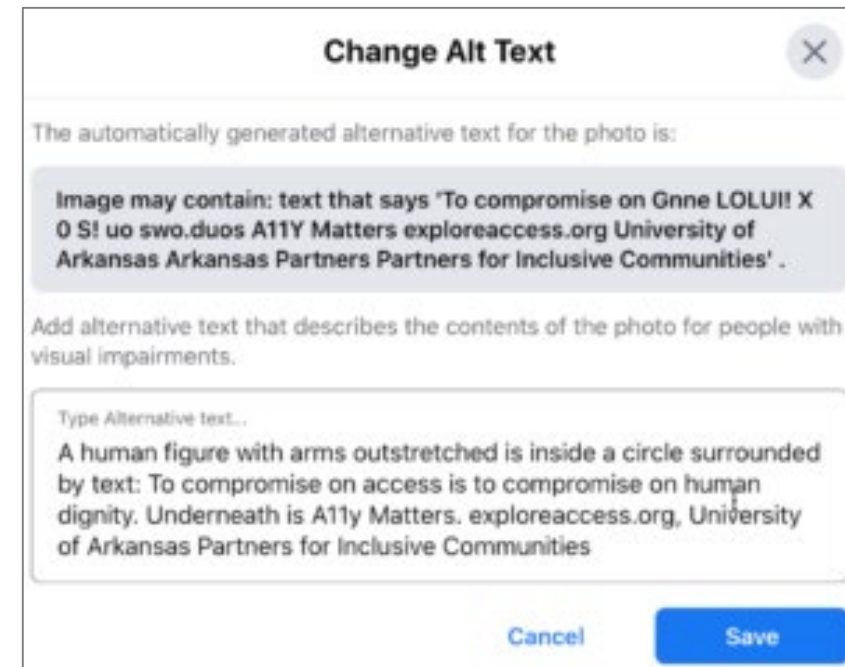 Change Alt Text
The automatically generated alternative text for the photo is:
Image may contain: text that says 'To compromise on Gnne LOLUI! X
0 S! uo swo.duos A11Y Matters exploreaccess.org University of
Arkansas Arkansas Partners Partners for Inclusive Communities' .
Add alternative text that describes the contents of the photo for people with
visual impairments.
Type Alternative text...
A human figure with arms outstretched is inside a circle surrounded
by text: To compromise on access is to compromise on human
dignity. Underneath is A11y Matters. exploreaccess.org, University
of Arkansas Partners for Inclusive Communities
Cancel Save